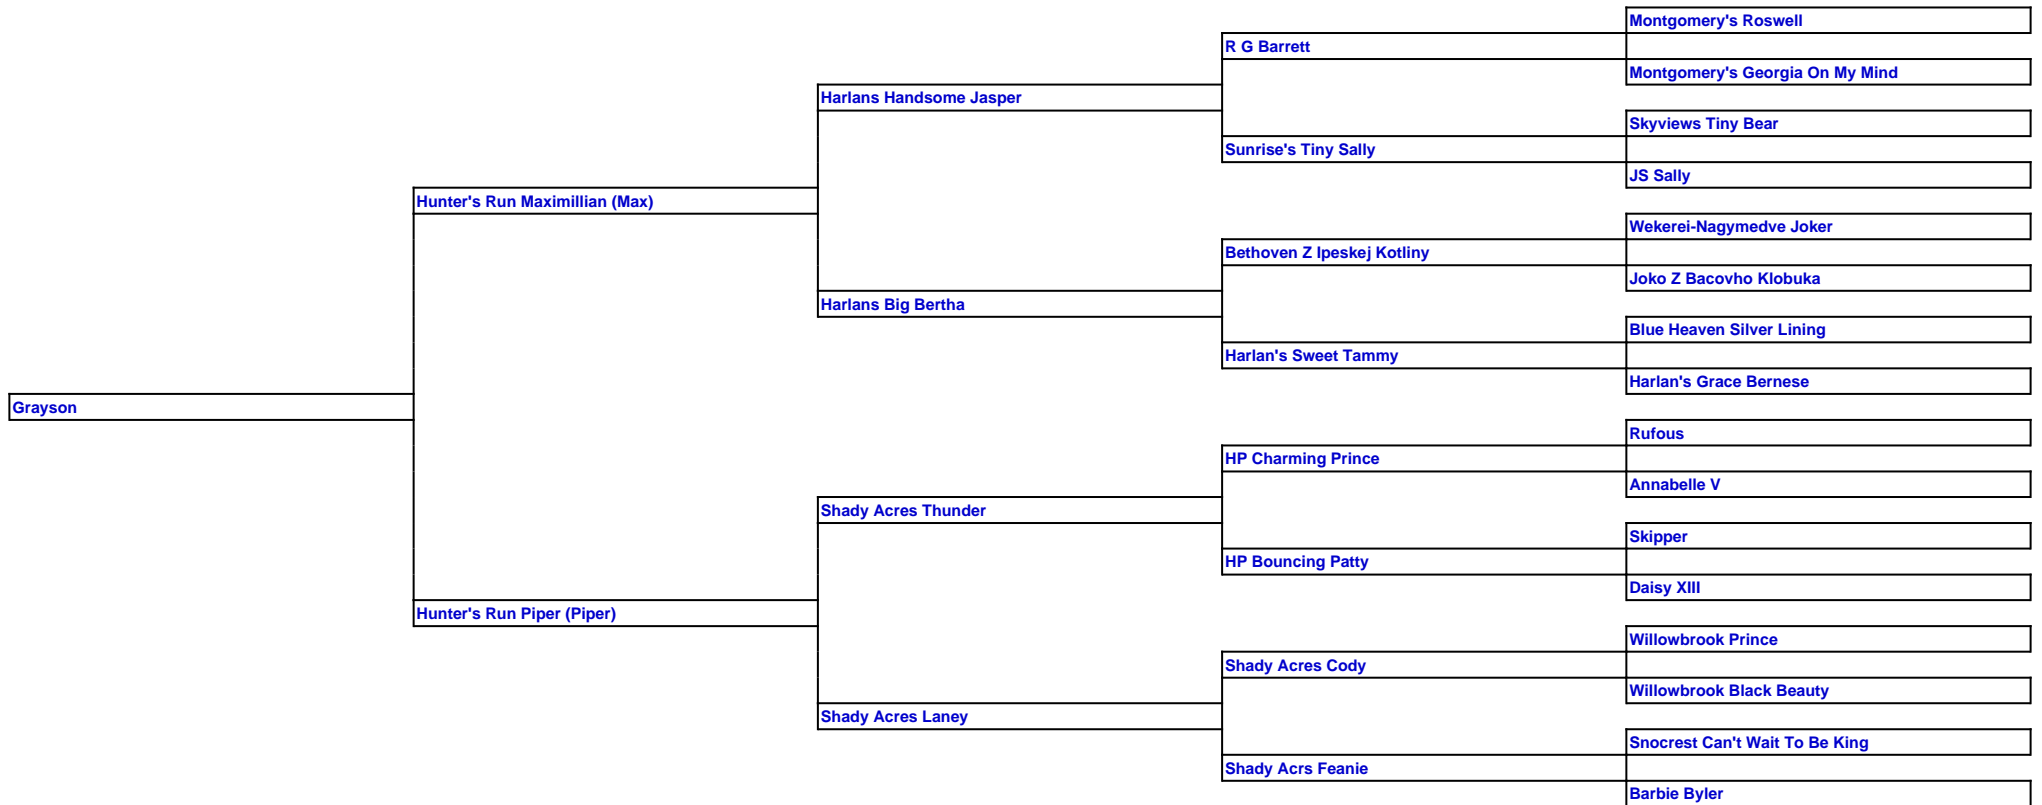 Montgomery's Roswell
R G Barrett
Montgomery's Georgia On My Mind
Harlans Handsome Jasper
Skyviews Tiny Bear
Sunrise's Tiny Sally
JS Sally
Hunter's Run Maximillian (Max)
Wekerei-Nagymedve Joker
Bethoven Z Ipeskej Kotliny
Joko Z Bacovho Klobuka
Harlans Big Bertha
Blue Heaven Silver Lining
Harlan's Sweet Tammy
Harlan's Grace Bernese
Grayson
Rufous
HP Charming Prince
Annabelle V
Shady Acres Thunder
Skipper
HP Bouncing Patty
Daisy XIII
Hunter's Run Piper (Piper)
Willowbrook Prince
Shady Acres Cody
Willowbrook Black Beauty
Shady Acres Laney
Snocrest Can't Wait To Be King
Shady Acrs Feanie
Barbie Byler